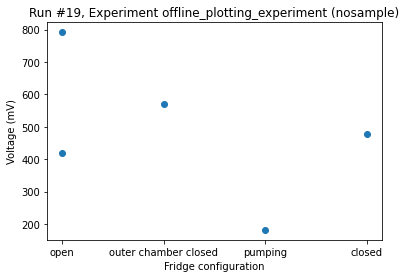 Run #19, Experiment offline_plotting_experiment (nosample)
800
700
600
500
400
300
200
Voltage (mV)
open outer chamber closed pumping closed
Fridge configuration